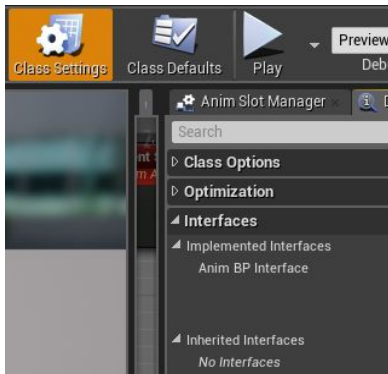 Class Settings
Class Defaults
Play
Preview
Anim Slot Manager
Search
Class Options
Optimization
Interfaces
Implemented Interfaces
Anim BP Interface
Inherited Interfaces
No Interfaces